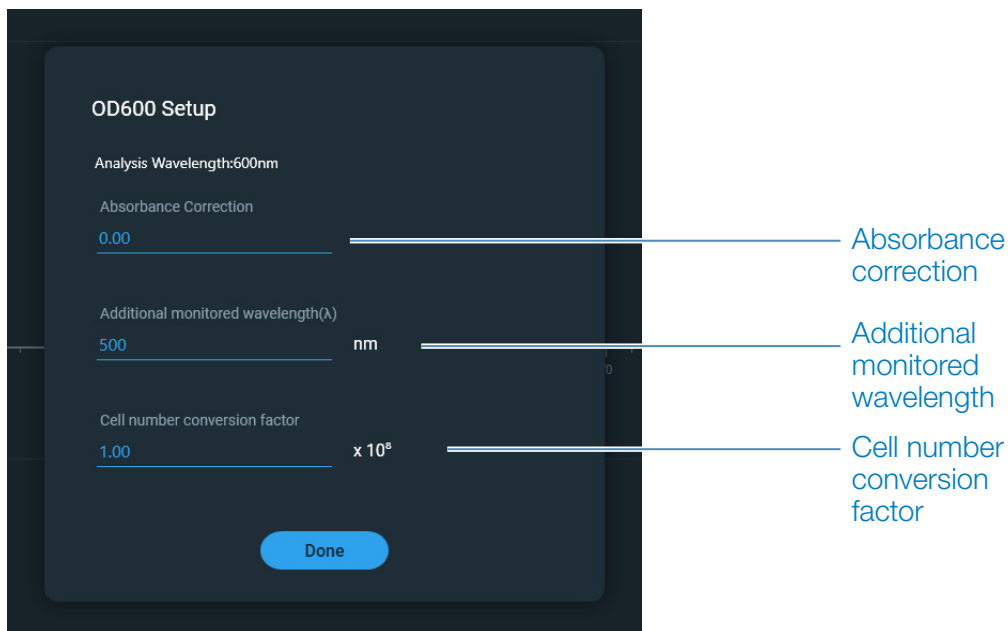 OD600 Setup
Analysis Wavelength:600nm
Absorbance Correction
0.00
Additional monitored wavelength(λ)
500 nm
Cell number conversion factor
1.00 x 10⁸
Done
Absorbance
correction
Additional
monitored
wavelength
Cell number
conversion
factor